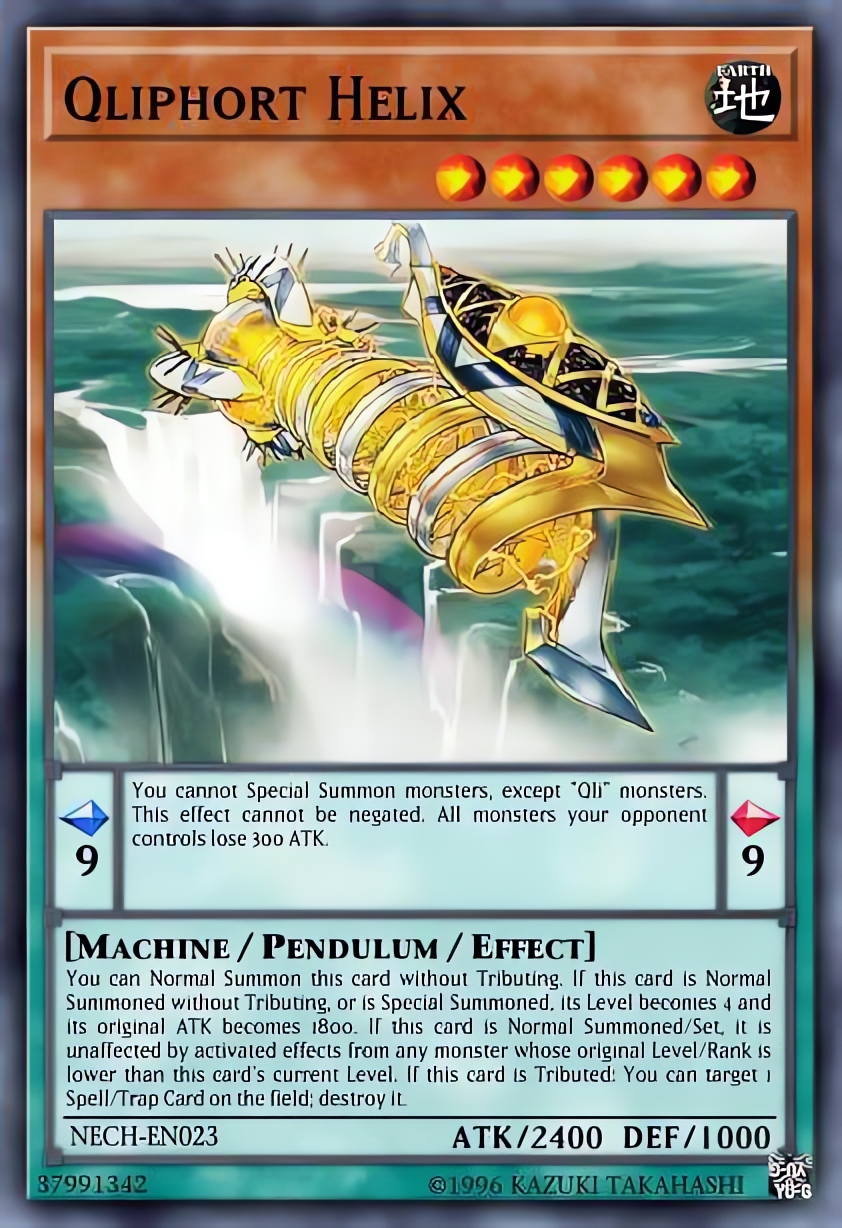 QLIPHORT HELIX
EARTH
地
You cannot Special Summon monsters, except "Qli" monsters.
This effect cannot be negated. All monsters your opponent
controls lose 300 ATK.
9
9
[MACHINE / PENDULUM / EFFECT]
You can Normal Summon this card without Tributing. If this card is Normal
Summoned without Tributing, or is Special Summoned, its Level becomes 4 and
its original ATK becomes 1800. If this card is Normal Summoned/Set, it is
unaffected by activated effects from any monster whose original Level/Rank is
lower than this card's current Level. If this card is Tributed: You can target 1
Spell/Trap Card on the field; destroy it.
NECH-EN023
ATK/2400 DEF/1000
87991342
©1996 KAZUKI TAKAHASHI